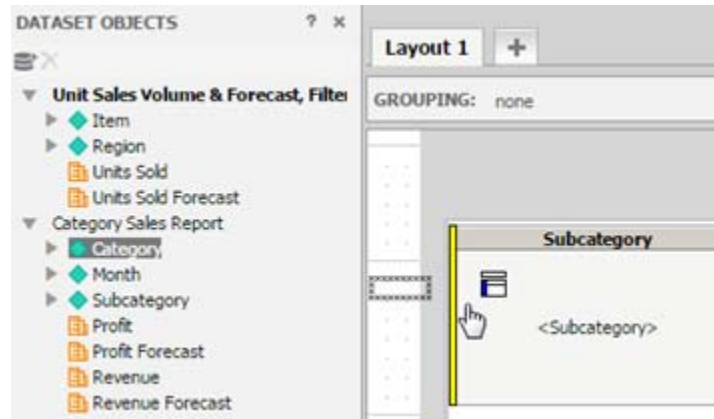 DATASET OBJECTS ? ×
Unit Sales Volume & Forecast, Filter
Item
Region
Units Sold
Units Sold Forecast
Category Sales Report
Category
Month
Subcategory
Profit
Profit Forecast
Revenue
Revenue Forecast
Layout 1 +
GROUPING: none
Subcategory
<Subcategory>